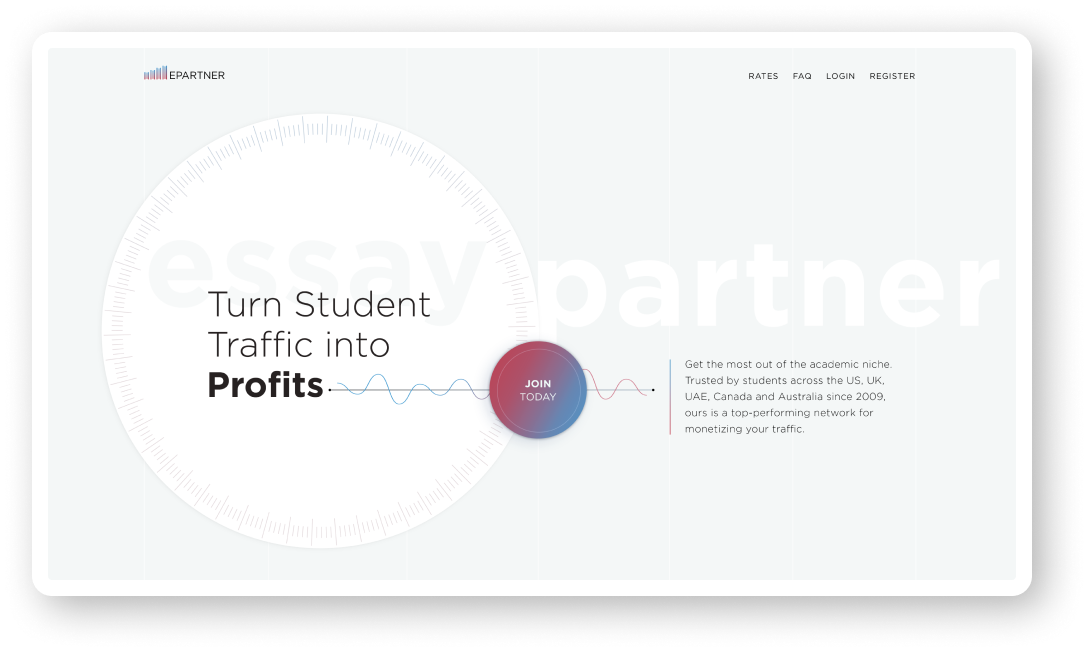 EPARTNER
RATES FAQ LOGIN REGISTER
essay partner
Turn Student
Traffic into
Profits
JOIN
TODAY
Get the most out of the academic niche.
Trusted by students across the US, UK,
UAE, Canada and Australia since 2009,
ours is a top-performing network for
monetizing your traffic.